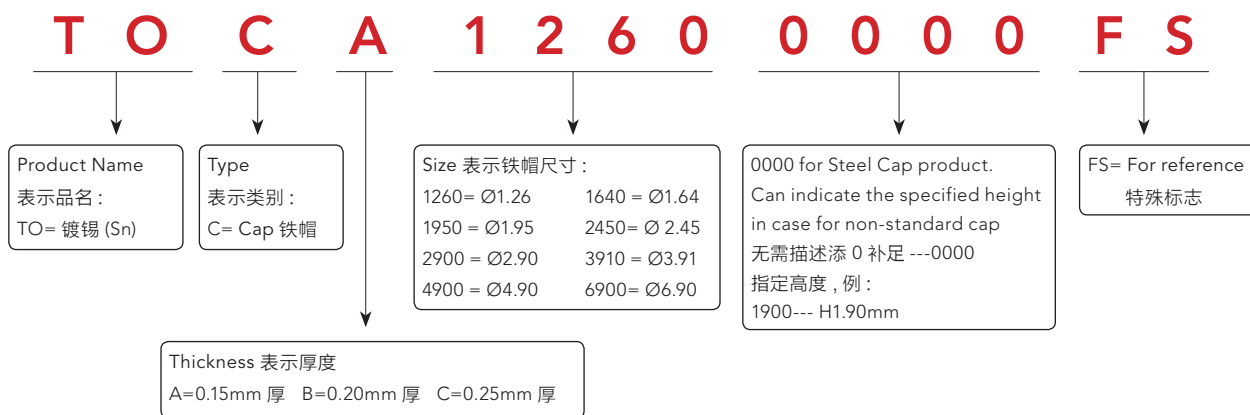 T O C A 1 2 6 0 0 0 0 0 F S
Product Name
表示品名 :
TO= 镀锡 (Sn)
Type
表示类别 :
C= Cap 铁帽
Size 表示铁帽尺寸 :
1260= Ø1.26 1640 = Ø1.64
1950 = Ø1.95 2450= Ø 2.45
2900 = Ø2.90 3910 = Ø3.91
4900 = Ø4.90 6900= Ø6.90
0000 for Steel Cap product.
Can indicate the specified height
in case for non-standard cap
无需描述添 0 补足 ---0000
指定高度 , 例 :
1900--- H1.90mm
FS= For reference
特殊标志
Thickness 表示厚度
A=0.15mm 厚 B=0.20mm 厚 C=0.25mm 厚